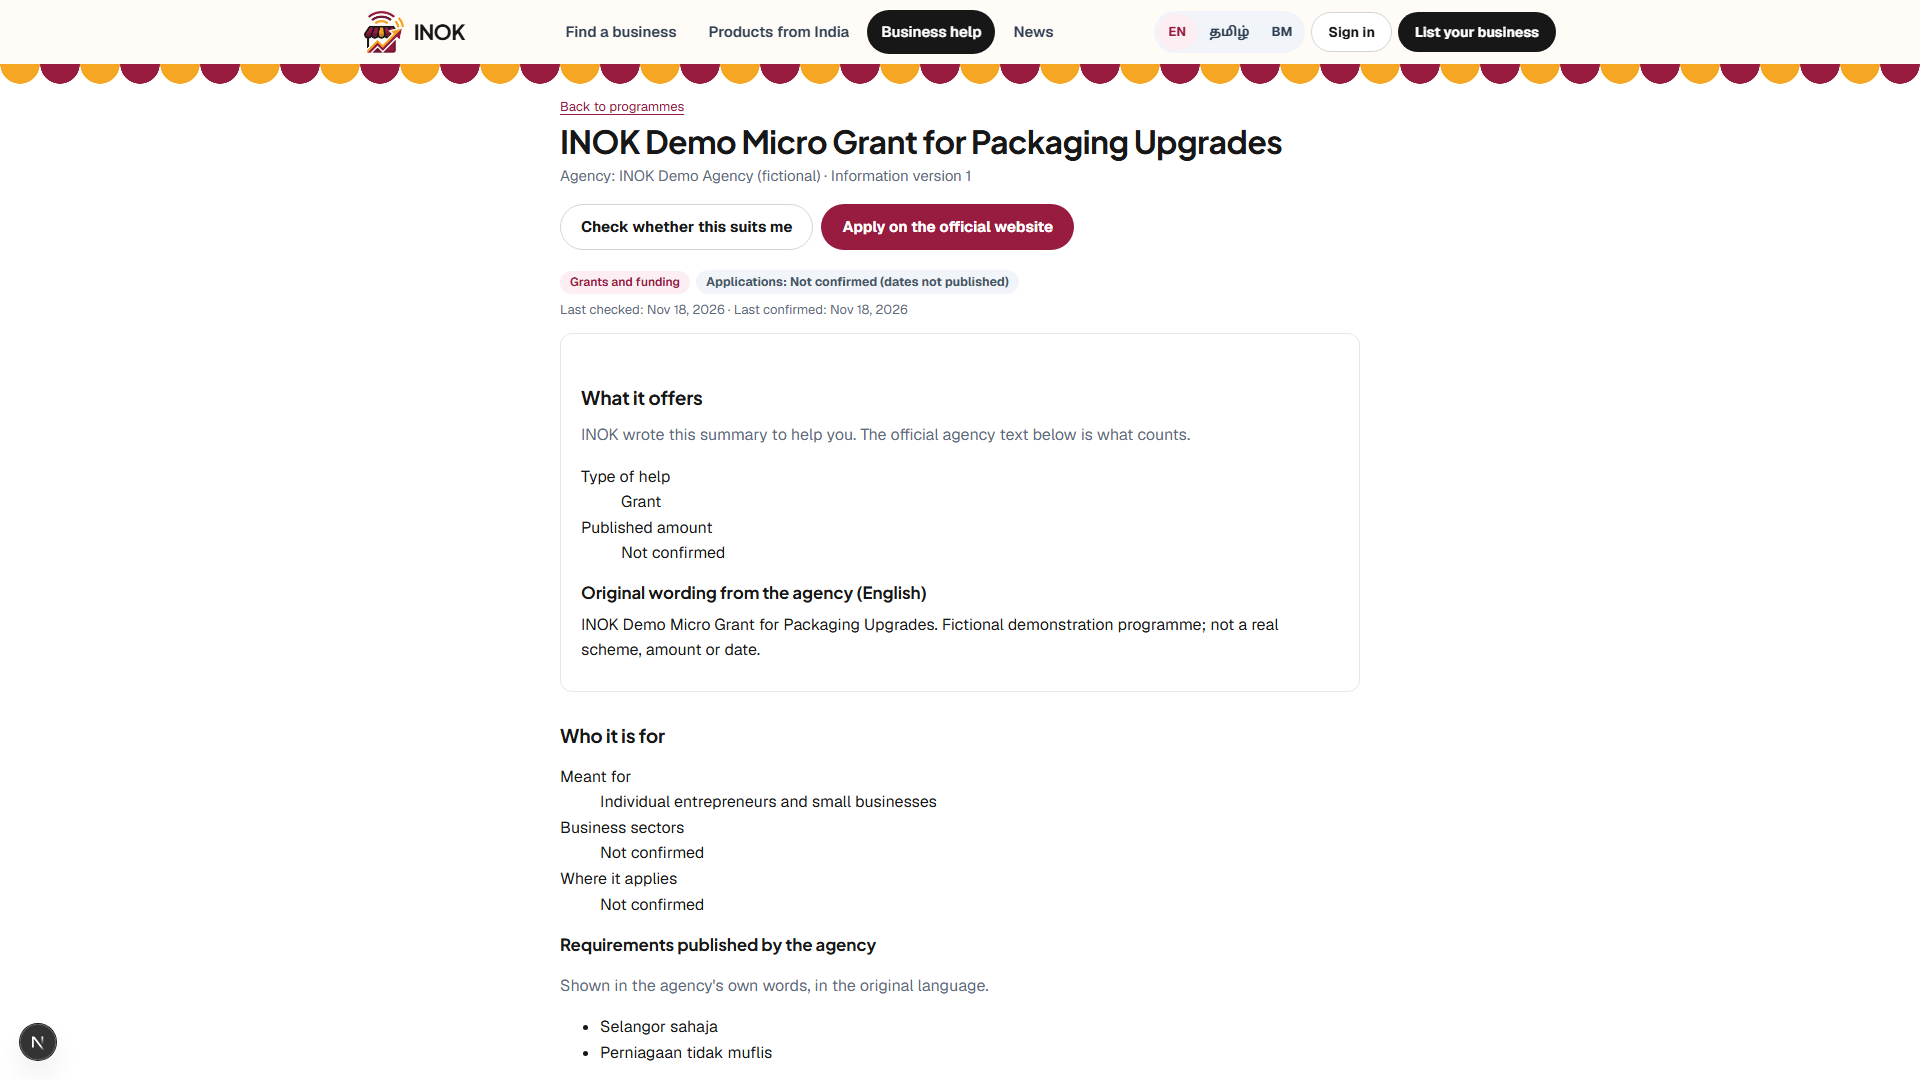 INOK
Find a business
Products from India
Business help
News
EN
தமிழ்
BM
Sign in
List your business
Back to programmes
INOK Demo Micro Grant for Packaging Upgrades
Agency: INOK Demo Agency (fictional) · Information version 1
Check whether this suits me
Apply on the official website
Grants and funding
Applications: Not confirmed (dates not published)
Last checked: Nov 18, 2026 · Last confirmed: Nov 18, 2026
What it offers
INOK wrote this summary to help you. The official agency text below is what counts.
Type of help
Grant
Published amount
Not confirmed
Original wording from the agency (English)
INOK Demo Micro Grant for Packaging Upgrades. Fictional demonstration programme; not a real
scheme, amount or date.
Who it is for
Meant for
Individual entrepreneurs and small businesses
Business sectors
Not confirmed
Where it applies
Not confirmed
Requirements published by the agency
Shown in the agency's own words, in the original language.
• Selangor sahaja
• Perniagaan tidak muflis
N